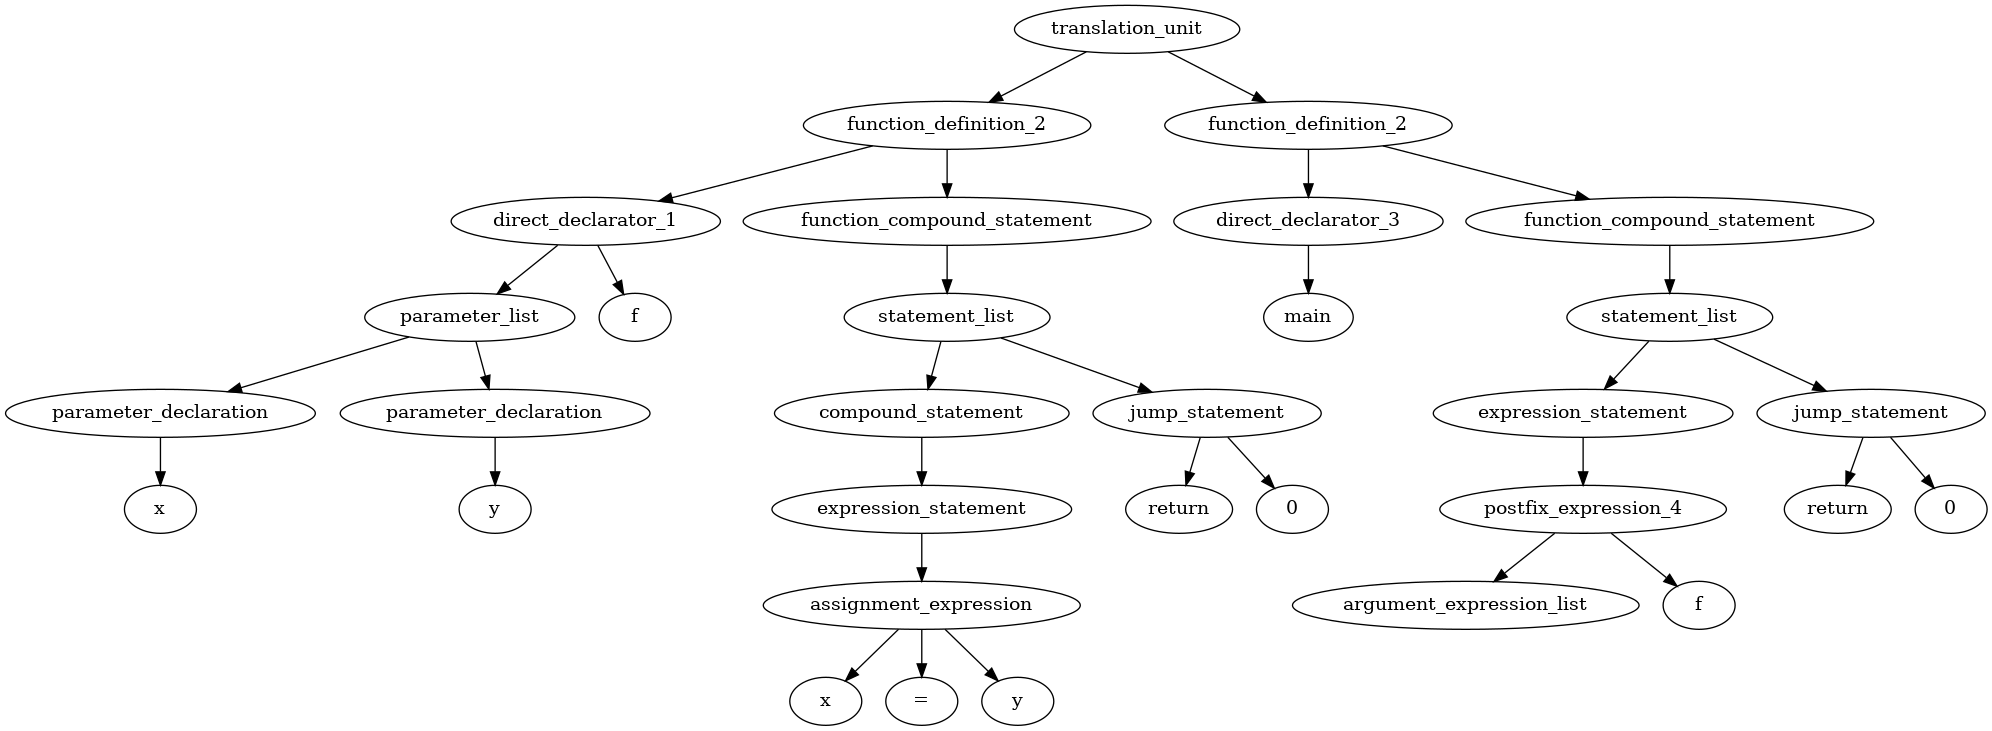 translation_unit
function_definition_2 function_definition_2
direct_declarator_1 function_compound_statement direct_declarator_3 function_compound_statement
parameter_list f statement_list main statement_list
parameter_declaration parameter_declaration compound_statement jump_statement expression_statement jump_statement
x y expression_statement return 0 postfix_expression_4 return 0
assignment_expression argument_expression_list f
x = y